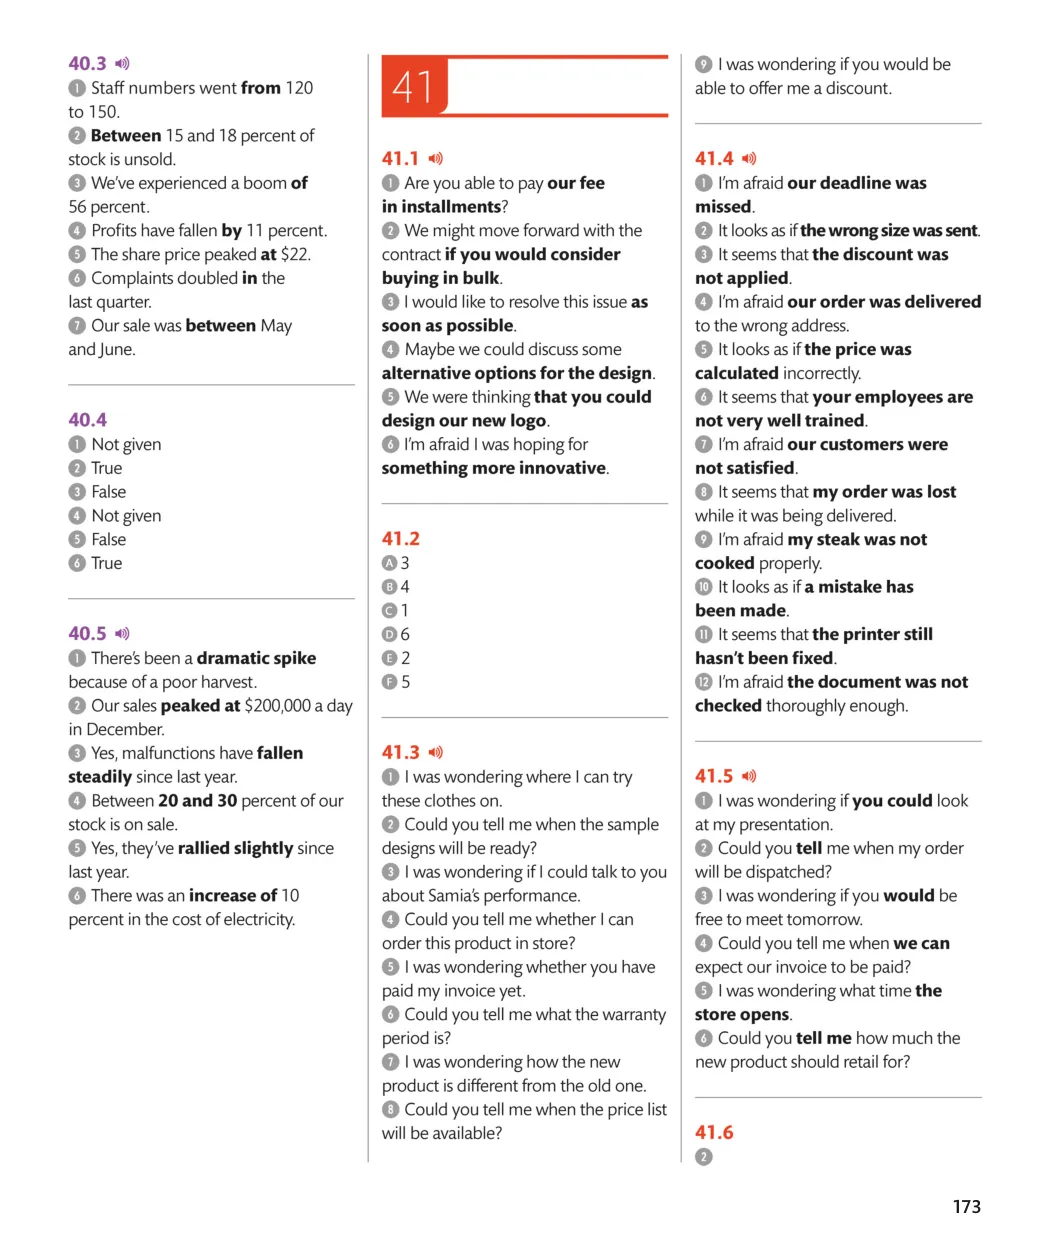 40.3
1 Staff numbers went from 120
to 150.
2 Between 15 and 18 percent of
stock is unsold.
3 We've experienced a boom of
56 percent.
4 Profits have fallen by 11 percent.
5 The share price peaked at $22.
6 Complaints doubled in the
last quarter.
7 Our sale was between May
and June.
40.4
1 Not given
2 True
3 False
4 Not given
5 False
6 True
40.5
1 There's been a dramatic spike
because of a poor harvest.
2 Our sales peaked at $200,000 a day
in December.
3 Yes, malfunctions have fallen
steadily since last year.
4 Between 20 and 30 percent of our
stock is on sale.
5 Yes, they've rallied slightly since
last year.
6 There was an increase of 10
percent in the cost of electricity.
41
41.1
1 Are you able to pay our fee
in installments?
2 We might move forward with the
contract if you would consider
buying in bulk.
3 I would like to resolve this issue as
soon as possible.
4 Maybe we could discuss some
alternative options for the design.
5 We were thinking that you could
design our new logo.
6 I'm afraid I was hoping for
something more innovative.
41.2
A 3
B 4
C 1
D 6
E 2
F 5
41.3
1 I was wondering where I can try
these clothes on.
2 Could you tell me when the sample
designs will be ready?
3 I was wondering if I could talk to you
about Samia's performance.
4 Could you tell me whether I can
order this product in store?
5 I was wondering whether you have
paid my invoice yet.
6 Could you tell me what the warranty
period is?
7 I was wondering how the new
product is different from the old one.
8 Could you tell me when the price list
will be available?
9 I was wondering if you would be
able to offer me a discount.
41.4
1 I'm afraid our deadline was
missed.
2 It looks as if the wrong size was sent.
3 It seems that the discount was
not applied.
4 I'm afraid our order was delivered
to the wrong address.
5 It looks as if the price was
calculated incorrectly.
6 It seems that your employees are
not very well trained.
7 I'm afraid our customers were
not satisfied.
8 It seems that my order was lost
while it was being delivered.
9 I'm afraid my steak was not
cooked properly.
10 It looks as if a mistake has
been made.
11 It seems that the printer still
hasn't been fixed.
12 I'm afraid the document was not
checked thoroughly enough.
41.5
1 I was wondering if you could look
at my presentation.
2 Could you tell me when my order
will be dispatched?
3 I was wondering if you would be
free to meet tomorrow.
4 Could you tell me when we can
expect our invoice to be paid?
5 I was wondering what time the
store opens.
6 Could you tell me how much the
new product should retail for?
41.6
2
173